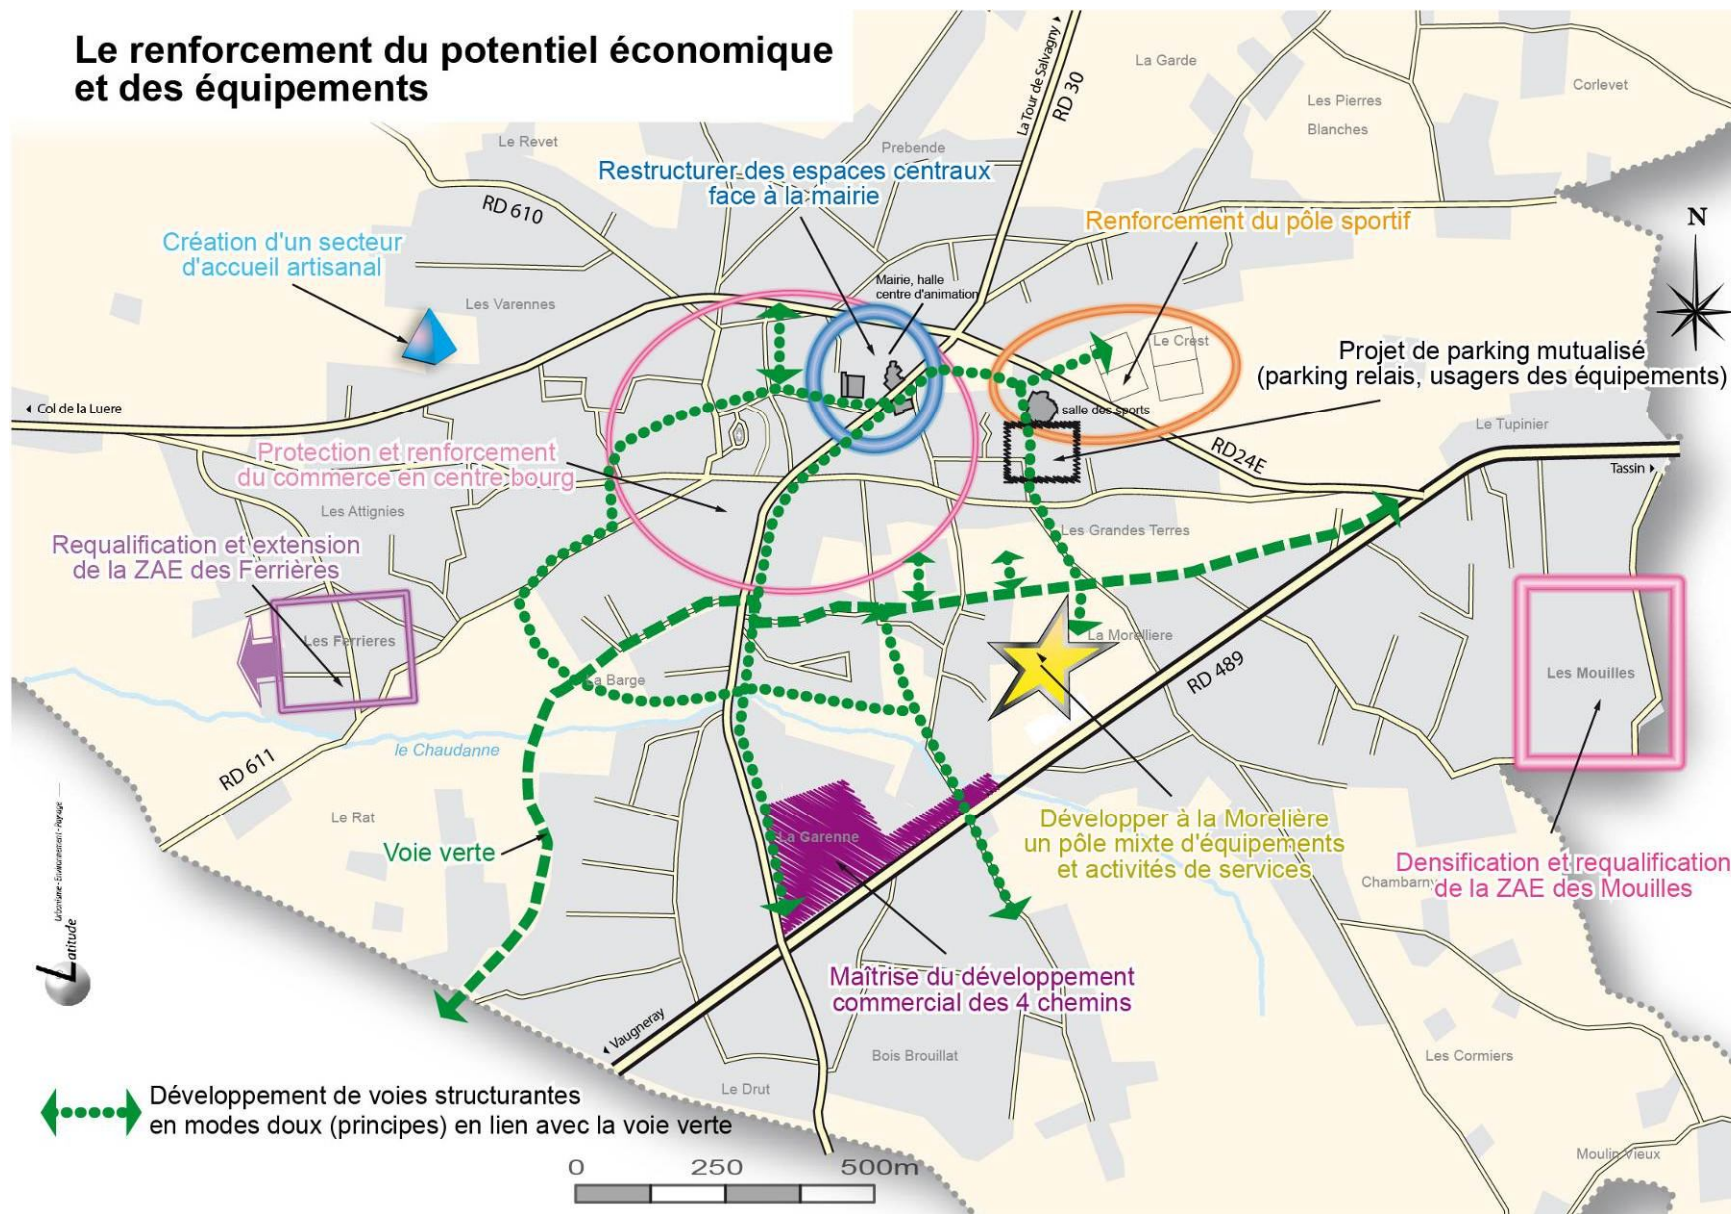 Le renforcement du potentiel économique
et des équipements
La Tour de Salvagny
RD 30
La Garde
Corlevet
Les Pierres
Blanches
Le Revet
Prebende
Restructurer des espaces centraux
face à la mairie
RD 610
Renforcement du pôle sportif
N
Création d'un secteur
d'accueil artisanal
Mairie, halle
centre d'animation
Les Varennes
Le Crest
Projet de parking mutualisé
(parking relais, usagers des équipements)
Col de la Luere
salle des sports
Le Tupinier
Protection et renforcement
du commerce en centre bourg
RD24E
Tassin
Les Attignies
Les Grandes Terres
Requalification et extension
de la ZAE des Ferrières
Les Ferrieres
La Morelliere
La Barge
RD 489
Les Mouilles
le Chaudanne
RD 611
Le Rat
Voie verte
La Garenne
Développer à la Morelière
un pôle mixte d'équipements
et activités de services
Chambarny
Densification et requalification
de la ZAE des Mouilles
Urbanisme-Environnement-Paysage
Latitude
Maîtrise du développement
commercial des 4 chemins
Vaugneray
Bois Brouillat
Les Cormiers
Le Drut
Développement de voies structurantes
en modes doux (principes) en lien avec la voie verte
Moulin Vieux
0 250 500m